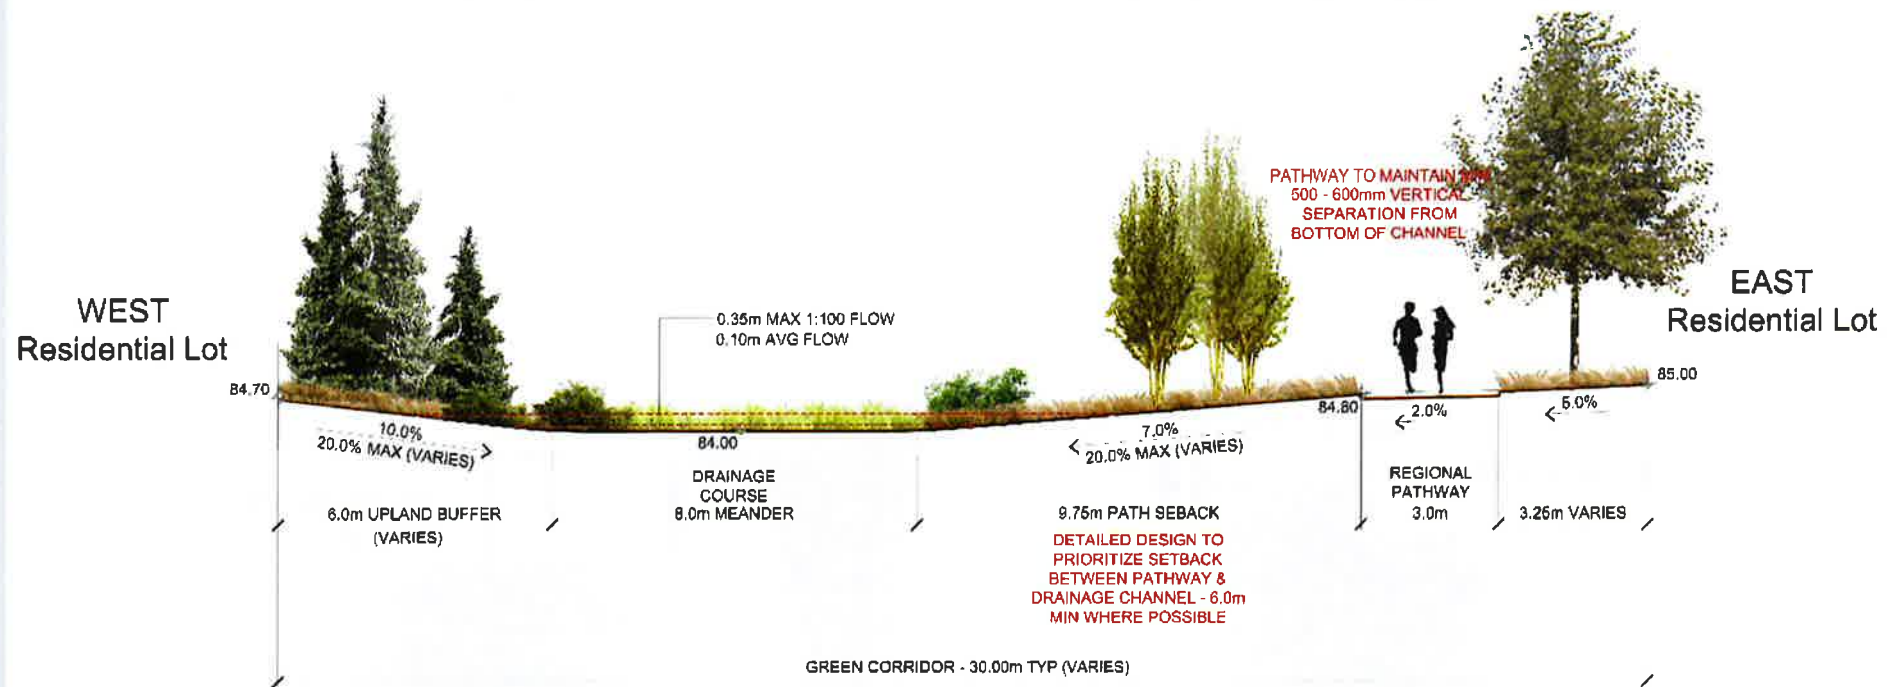 PATHWAY TO MAINTAIN
500 - 600mm VERTICAL
SEPARATION FROM
BOTTOM OF CHANNEL
WEST
Residential Lot
EAST
Residential Lot
0.35m MAX 1:100 FLOW
0.10m AVG FLOW
84.70
85.00
10.0%
20.0% MAX (VARIES)
84.00
7.0%
20.0% MAX (VARIES)
84.80
2.0%
5.0%
6.0m UPLAND BUFFER
(VARIES)
DRAINAGE
COURSE
8.0m MEANDER
9.75m PATH SEBACK
DETAILED DESIGN TO
PRIORITIZE SETBACK
BETWEEN PATHWAY &
DRAINAGE CHANNEL - 6.0m
MIN WHERE POSSIBLE
REGIONAL
PATHWAY
3.0m
3.25m VARIES
GREEN CORRIDOR - 30.00m TYP (VARIES)